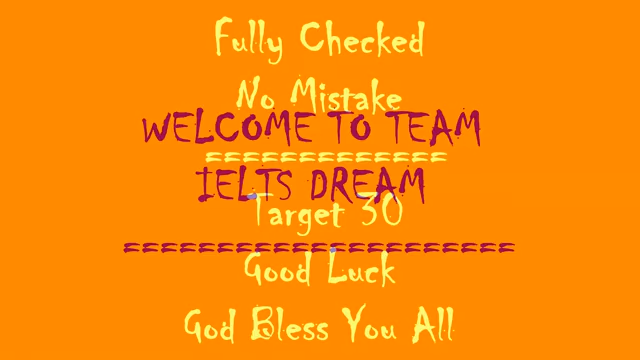 Fully Checked
No Mistake
WELCOME TO TEAM
=============
IELTS DREAM
Target 30
=====================
Good Luck
God Bless You All